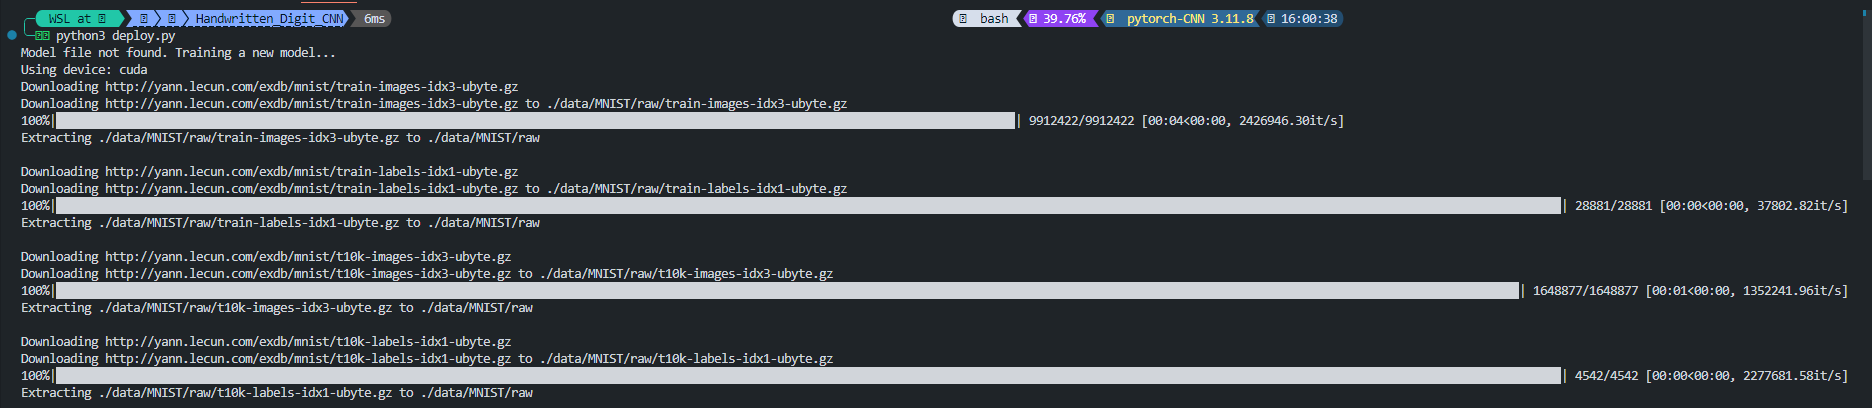 WSL at Handwritten_Digit_CNN 6ms bash 39.76% pytorch-CNN 3.11.8 16:00:38
python3 deploy.py
Model file not found. Training a new model...
Using device: cuda
Downloading http://yann.lecun.com/exdb/mnist/train-images-idx3-ubyte.gz
Downloading http://yann.lecun.com/exdb/mnist/train-images-idx3-ubyte.gz to ./data/MNIST/raw/train-images-idx3-ubyte.gz
100%| | 9912422/9912422 [00:04<00:00, 2426946.30it/s]
Extracting ./data/MNIST/raw/train-images-idx3-ubyte.gz to ./data/MNIST/raw
Downloading http://yann.lecun.com/exdb/mnist/train-labels-idx1-ubyte.gz
Downloading http://yann.lecun.com/exdb/mnist/train-labels-idx1-ubyte.gz to ./data/MNIST/raw/train-labels-idx1-ubyte.gz
100%| | 28881/28881 [00:00<00:00, 37802.82it/s]
Extracting ./data/MNIST/raw/train-labels-idx1-ubyte.gz to ./data/MNIST/raw
Downloading http://yann.lecun.com/exdb/mnist/t10k-images-idx3-ubyte.gz
Downloading http://yann.lecun.com/exdb/mnist/t10k-images-idx3-ubyte.gz to ./data/MNIST/raw/t10k-images-idx3-ubyte.gz
100%| | 1648877/1648877 [00:01<00:00, 1352241.96it/s]
Extracting ./data/MNIST/raw/t10k-images-idx3-ubyte.gz to ./data/MNIST/raw
Downloading http://yann.lecun.com/exdb/mnist/t10k-labels-idx1-ubyte.gz
Downloading http://yann.lecun.com/exdb/mnist/t10k-labels-idx1-ubyte.gz to ./data/MNIST/raw/t10k-labels-idx1-ubyte.gz
100%| | 4542/4542 [00:00<00:00, 2277681.58it/s]
Extracting ./data/MNIST/raw/t10k-labels-idx1-ubyte.gz to ./data/MNIST/raw